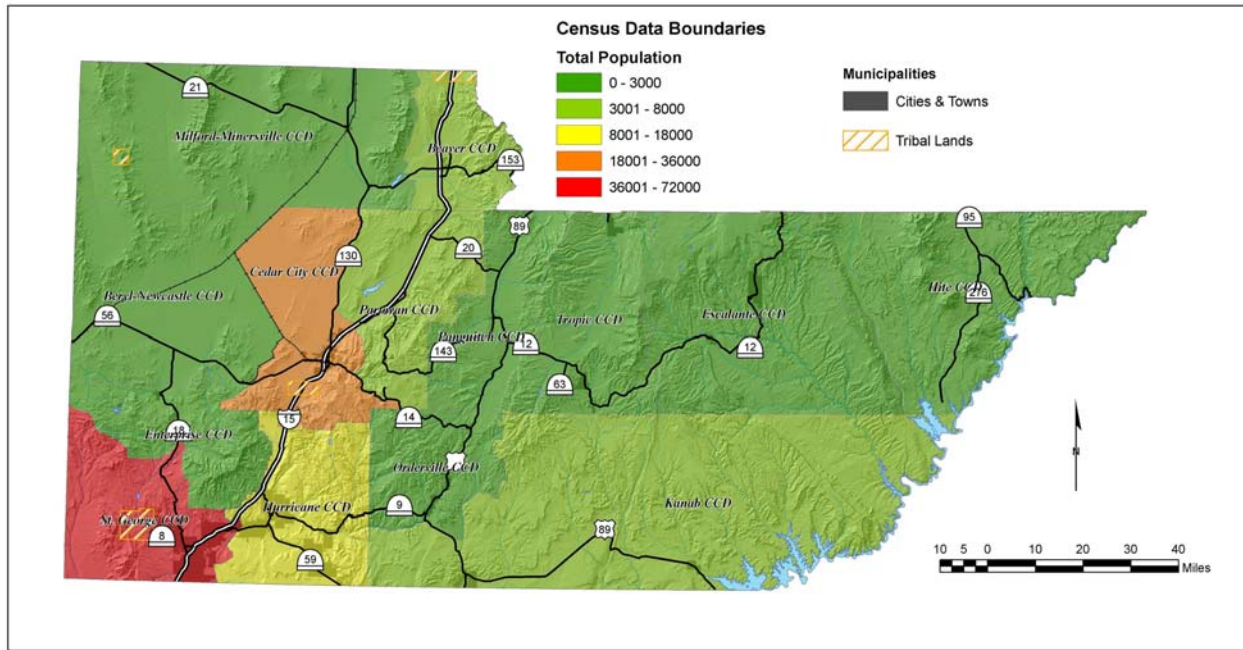 Census Data Boundaries
Total Population
0 - 3000
3001 - 8000
8001 - 18000
18001 - 36000
36001 - 72000
Municipalities
Cities & Towns
Tribal Lands
21
Milford-Minersville CCD
Beaver CCD
153
89
95
130
20
Cedar City CCD
Beryl-Newcastle CCD
Hite CCD
276
56
Parowan CCD
Tropic CCD
Escalante CCD
Panguitch CCD
143
12
12
63
15
14
18
Enterprise CCD
N
Orderville CCD
Hurricane CCD
9
Kanab CCD
St. George CCD
8
89
59
10 5 0 10 20 30 40
Miles